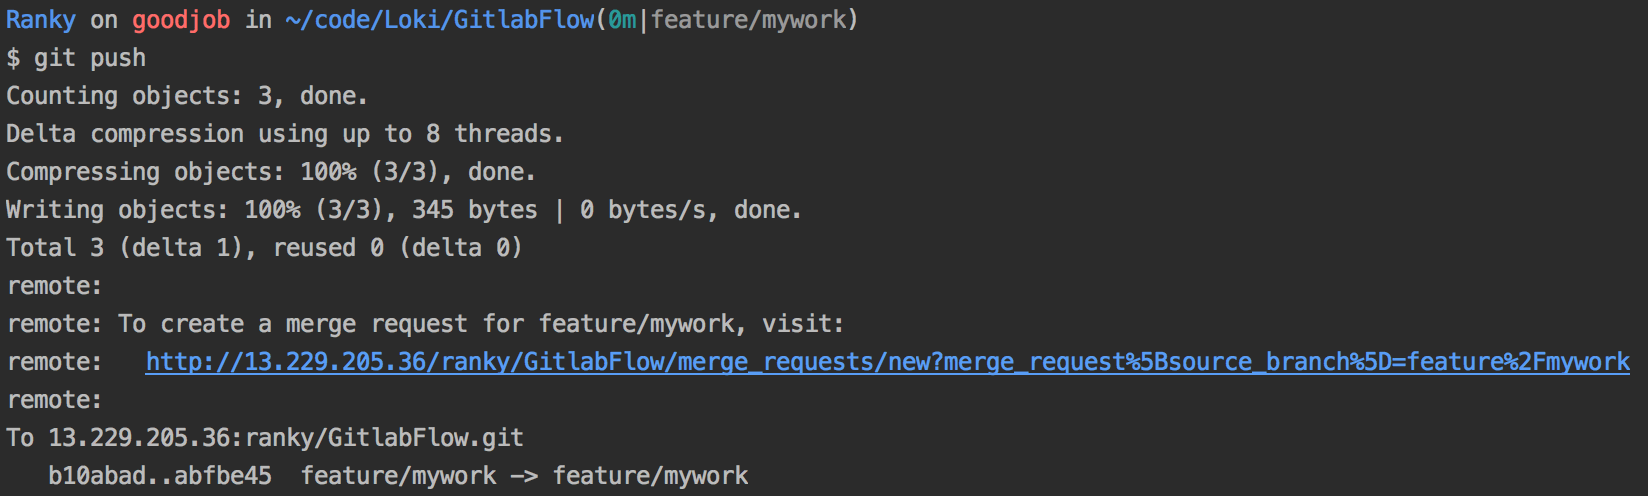 Ranky on goodjob in ~/code/Loki/GitlabFlow(0m|feature/mywork)
$ git push
Counting objects: 3, done.
Delta compression using up to 8 threads.
Compressing objects: 100% (3/3), done.
Writing objects: 100% (3/3), 345 bytes | 0 bytes/s, done.
Total 3 (delta 1), reused 0 (delta 0)
remote:
remote: To create a merge request for feature/mywork, visit:
remote:   http://13.229.205.36/ranky/GitlabFlow/merge_requests/new?merge_request%5Bsource_branch%5D=feature%2Fmywork
remote:
To 13.229.205.36:ranky/GitlabFlow.git
   b10abad..abfbe45  feature/mywork -> feature/mywork